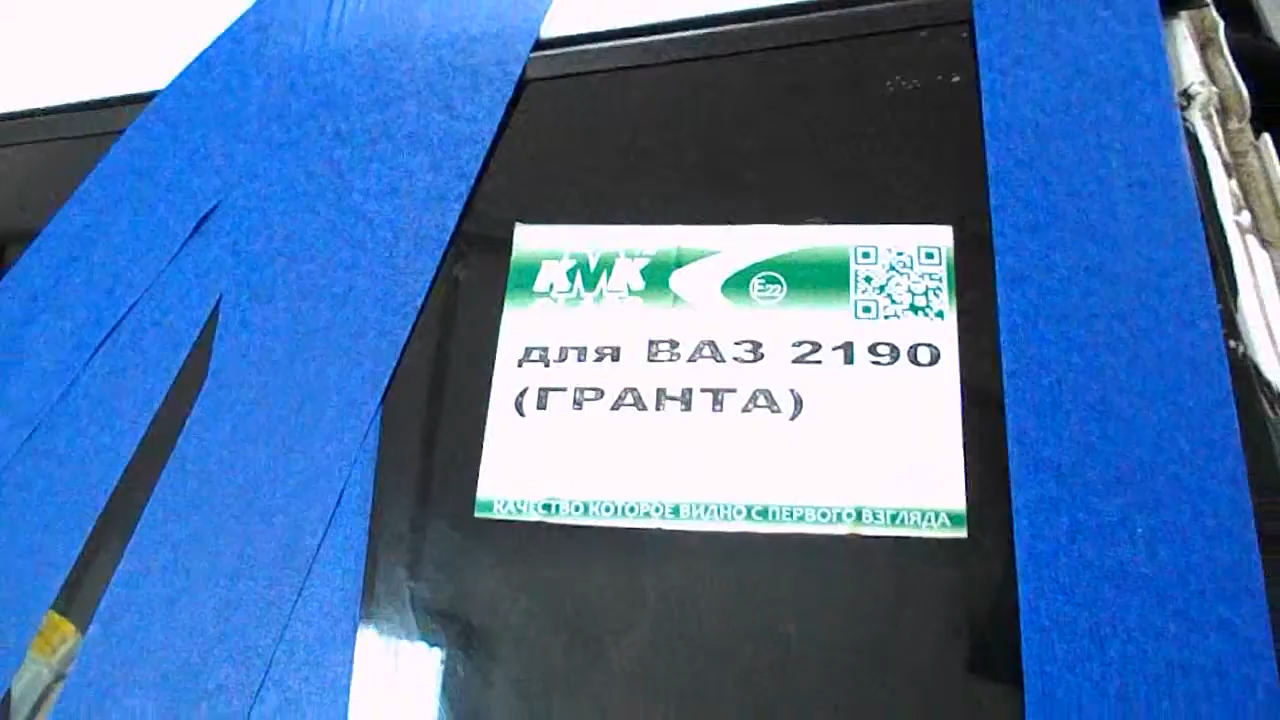 КМК
E22
для ВАЗ 2190
(ГРАНТА)
КАЧЕСТВО КОТОРОЕ ВИДНО С ПЕРВОГО ВЗГЛЯДА